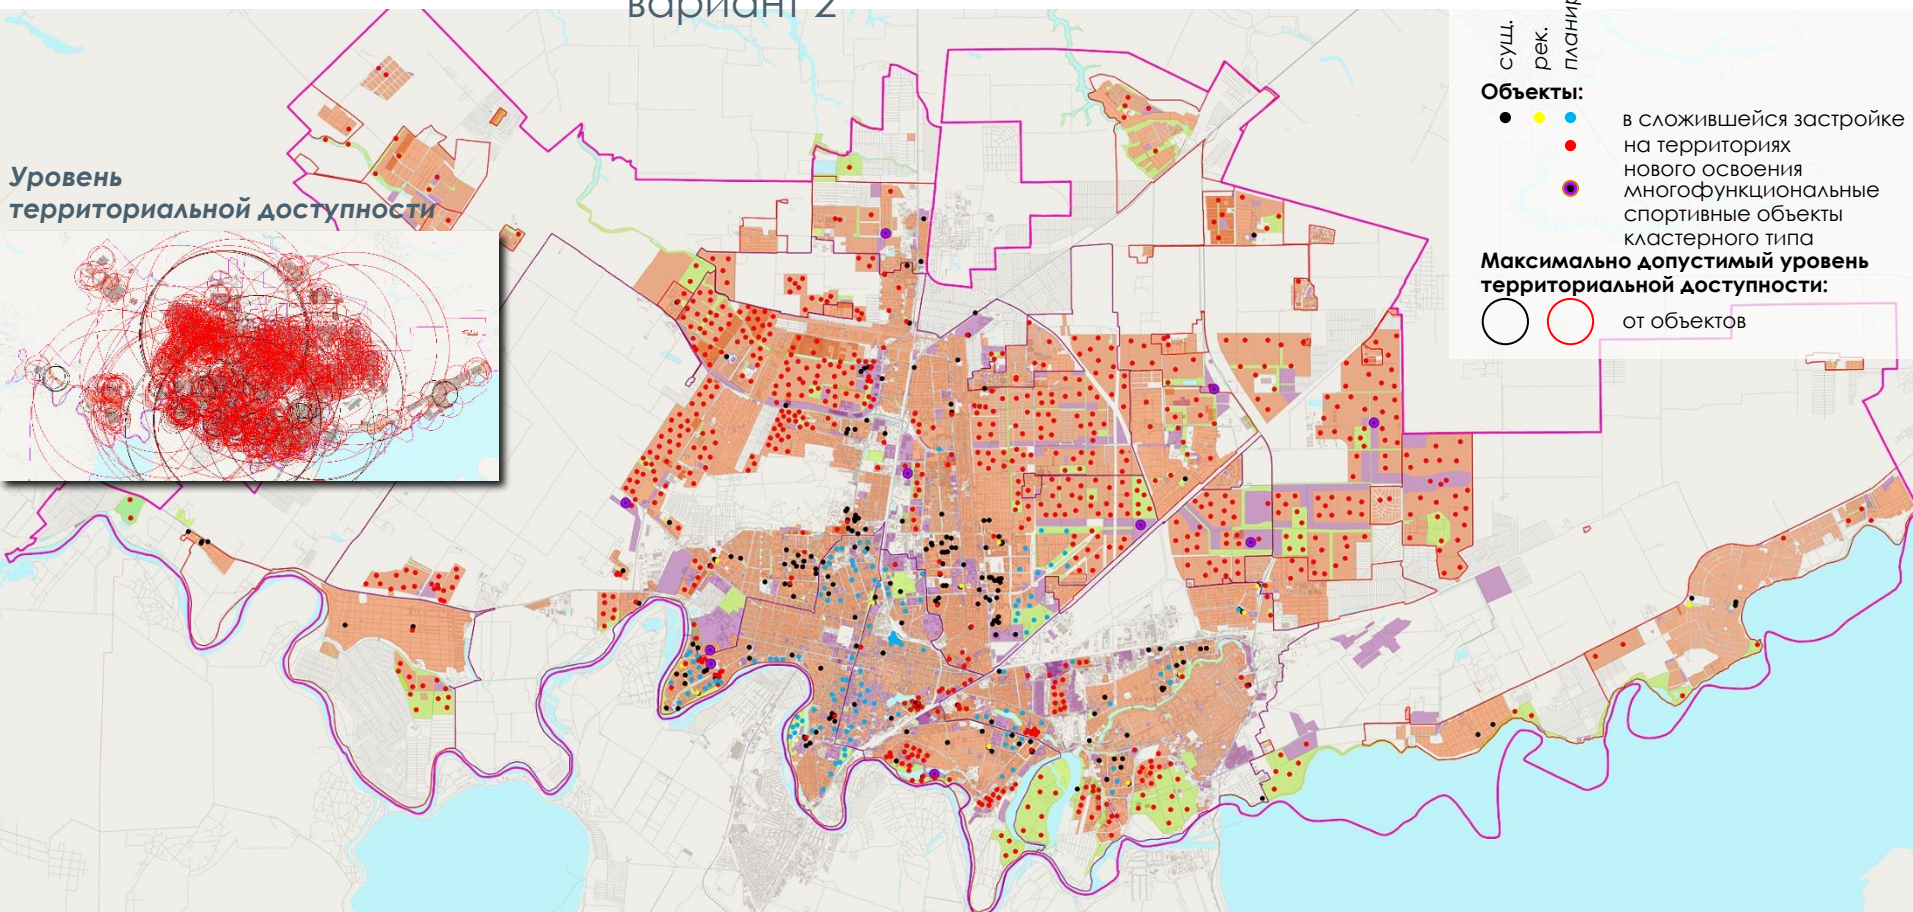 вариант 2
Уровень
территориальной доступности
сущ.
рек.
Объекты:
в сложившейся застройке
на территориях
нового освоения
многофункциональные
спортивные объекты
кластерного типа
Максимально допустимый уровень
территориальной доступности:
от объектов